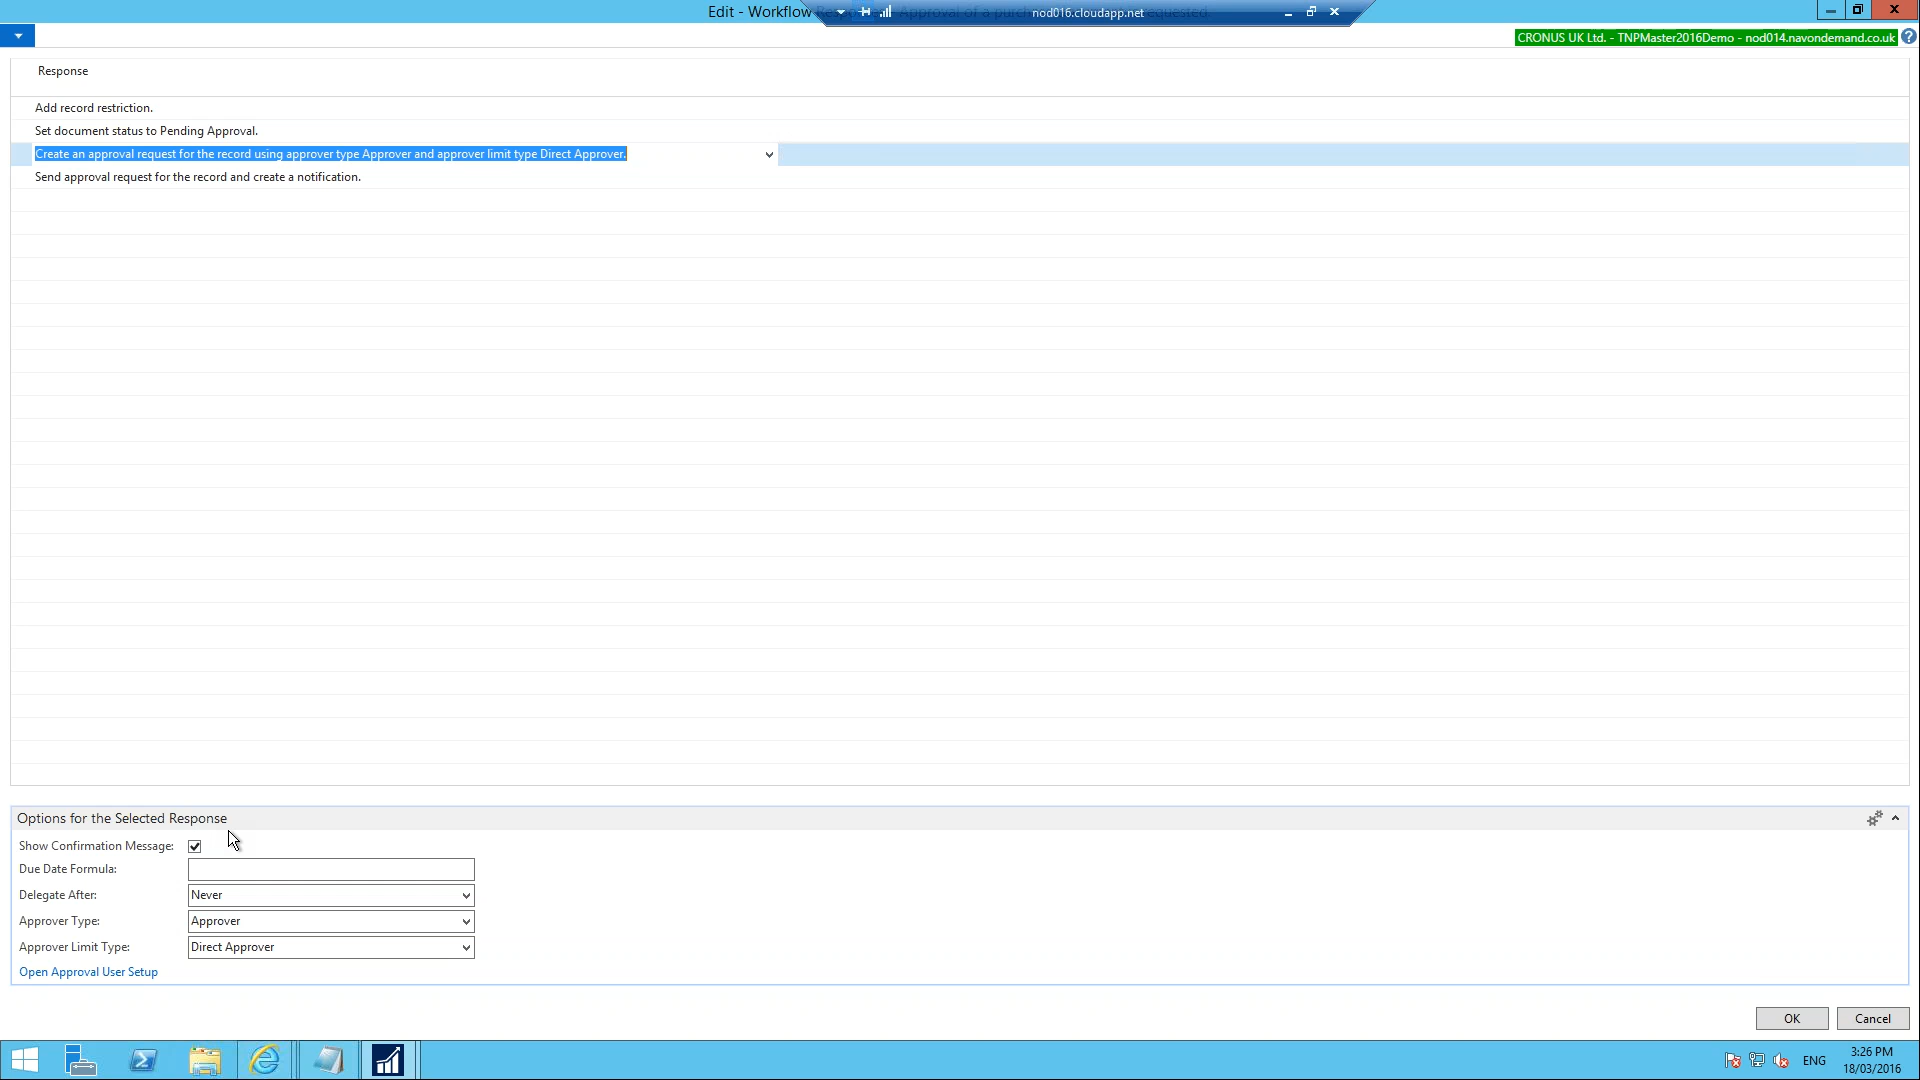 Edit - Workflow
nod016.cloudapp.net
CRONUS UK Ltd. - TNPMaster2016Demo - nod014.navondemand.co.uk
Response
Add record restriction.
Set document status to Pending Approval.
Create an approval request for the record using approver type Approver and approver limit type Direct Approver.
Send approval request for the record and create a notification.
Options for the Selected Response
Show Confirmation Message:
Due Date Formula:
Delegate After: Never
Approver Type: Approver
Approver Limit Type: Direct Approver
Open Approval User Setup
OK Cancel
ENG
3:26 PM
18/03/2016